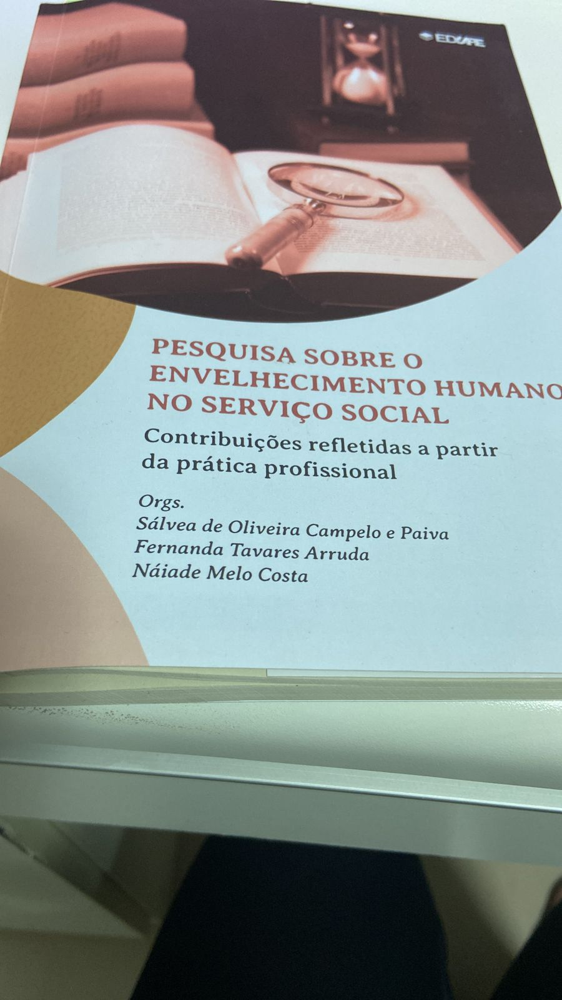 EDUPE
PESQUISA SOBRE O
ENVELHECIMENTO HUMANO
NO SERVIÇO SOCIAL
Contribuições refletidas a partir
da prática profissional
Orgs.
Sálvea de Oliveira Campelo e Paiva
Fernanda Tavares Arruda
Náiade Melo Costa